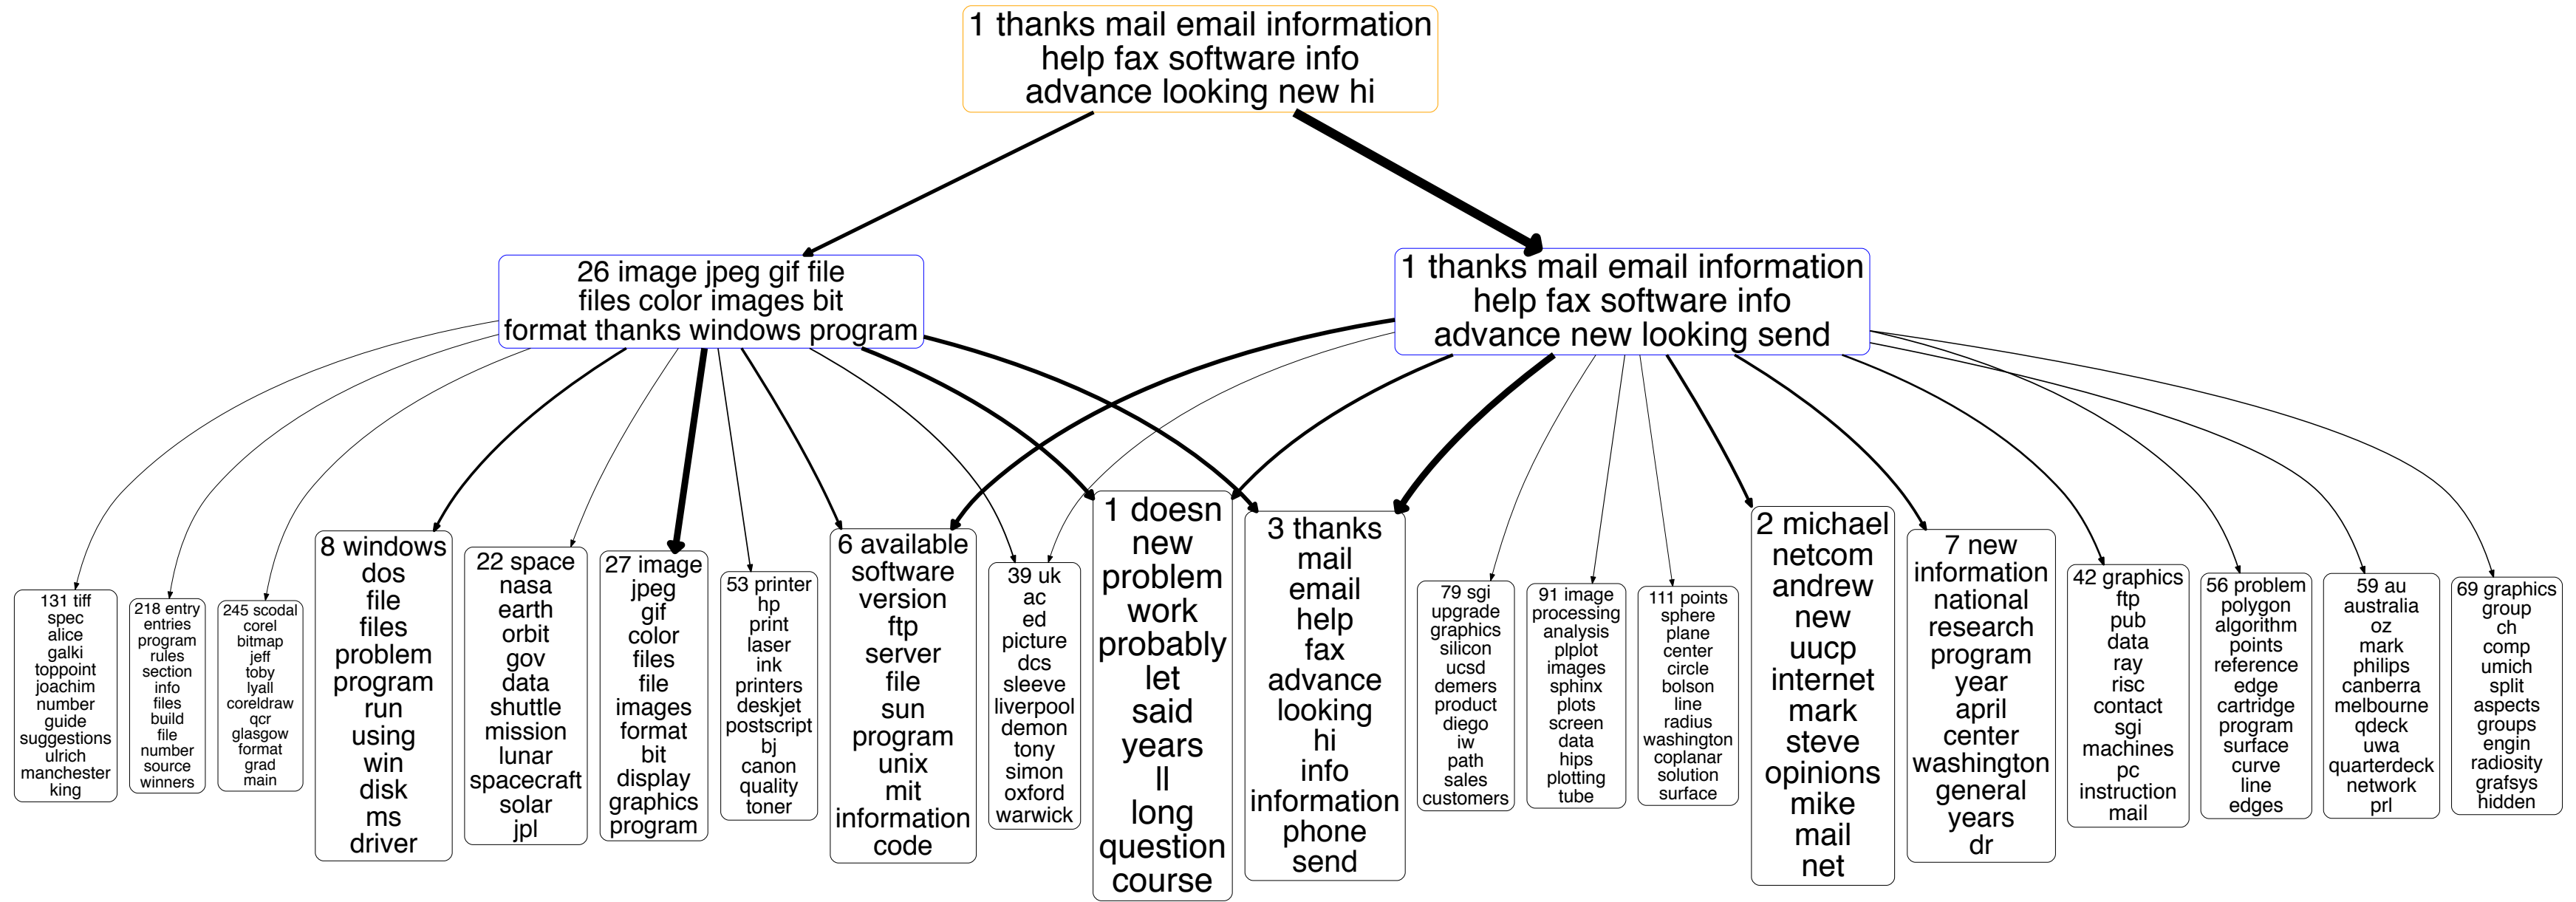 1 thanks mail email information
help fax software info
advance looking new hi
26 image jpeg gif file
files color images bit
format thanks windows program
1 thanks mail email information
help fax software info
advance new looking send
131 tiff
spec
alice
galki
toppoint
joachim
number
guide
suggestions
ulrich
manchester
king
218 entry
entries
program
rules
section
info
files
build
file
number
source
winners
245 scodal
corel
bitmap
jeff
toby
lyall
coreldraw
qcr
glasgow
format
grad
main
8 windows
dos
file
files
problem
program
run
using
win
disk
ms
driver
22 space
nasa
earth
orbit
gov
data
shuttle
mission
lunar
spacecraft
solar
jpl
27 image
jpeg
gif
color
files
file
images
format
bit
display
graphics
program
53 printer
hp
print
laser
ink
printers
deskjet
postscript
bj
canon
quality
toner
6 available
software
version
ftp
server
file
sun
program
unix
mit
information
code
39 uk
ac
ed
picture
dcs
sleeve
liverpool
demon
tony
simon
oxford
warwick
1 doesn
new
problem
work
probably
let
said
years
ll
long
question
course
3 thanks
mail
email
help
fax
advance
looking
hi
info
information
phone
send
79 sgi
upgrade
graphics
silicon
ucsd
demers
product
diego
iw
path
sales
customers
91 image
processing
analysis
plplot
images
sphinx
plots
screen
data
hips
plotting
tube
111 points
sphere
plane
center
circle
bolson
line
radius
washington
coplanar
solution
surface
2 michael
netcom
andrew
new
uucp
internet
mark
steve
opinions
mike
mail
net
7 new
information
national
research
program
year
april
center
washington
general
years
dr
42 graphics
ftp
pub
data
ray
risc
contact
sgi
machines
pc
instruction
mail
56 problem
polygon
algorithm
points
reference
edge
cartridge
program
surface
curve
line
edges
59 au
australia
oz
mark
philips
canberra
melbourne
qdeck
uwa
quarterdeck
network
prl
69 graphics
group
ch
comp
umich
split
aspects
groups
engin
radiosity
grafsys
hidden